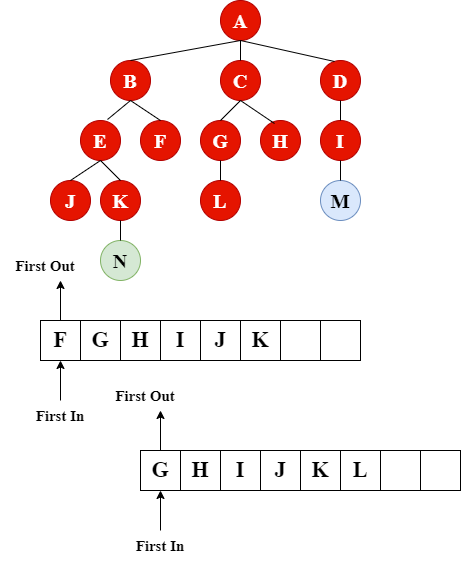 A
B C D
E F G H I
J K L M
N
First Out
F G H I J K
First In
First Out
G H I J K L
First In